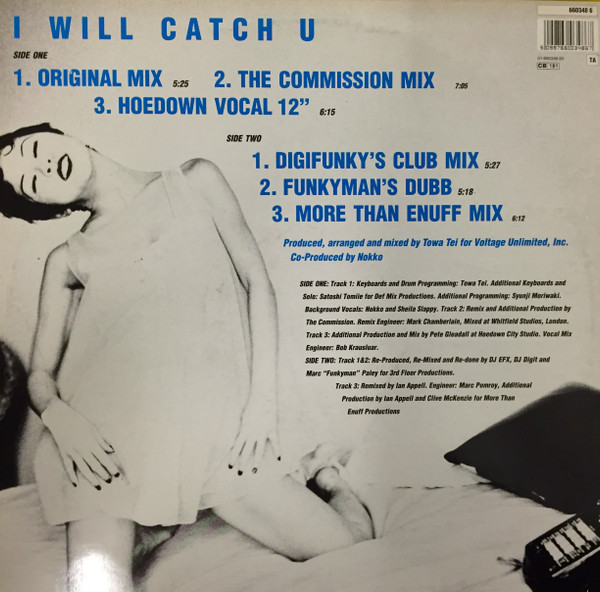 I WILL CATCH U
660348 6
SIDE ONE
TA
CB 191
1. ORIGINAL MIX 5:25 2. THE COMMISSION MIX 7:05
3. HOEDOWN VOCAL 12" 6:15
SIDE TWO
1. DIGIFUNKY'S CLUB MIX 5:27
2. FUNKYMAN'S DUBB 5:18
3. MORE THAN ENUFF MIX 6:12
Produced, arranged and mixed by Towa Tei for Voltage Unlimited, Inc.
Co-Produced by Nokko
SIDE ONE: Track 1: Keyboards and Drum Programming: Towa Tei. Additional Keyboards and
Solo: Satoshi Tomiie for Def Mix Productions. Additional Programming: Syunji Moriwaki.
Background Vocals: Nokko and Sheila Slappy. Track 2: Remix and Additional Production by
The Commission. Remix Engineer: Mark Chamberlain, Mixed at Whitfield Studios, London.
Track 3: Additional Production and Mix by Pete Gleadall at Hoedown City Studio. Vocal Mix
Engineer: Bob Kraushaar.
SIDE TWO: Track 1&2: Re-Produced, Re-Mixed and Re-done by DJ EFX, DJ Digit and
Marc "Funkyman" Paley for 3rd Floor Productions.
Track 3: Remixed by Ian Appell. Engineer: Marc Pomroy, Additional
Production by Ian Appell and Clive McKenzie for More Than
Enuff Productions